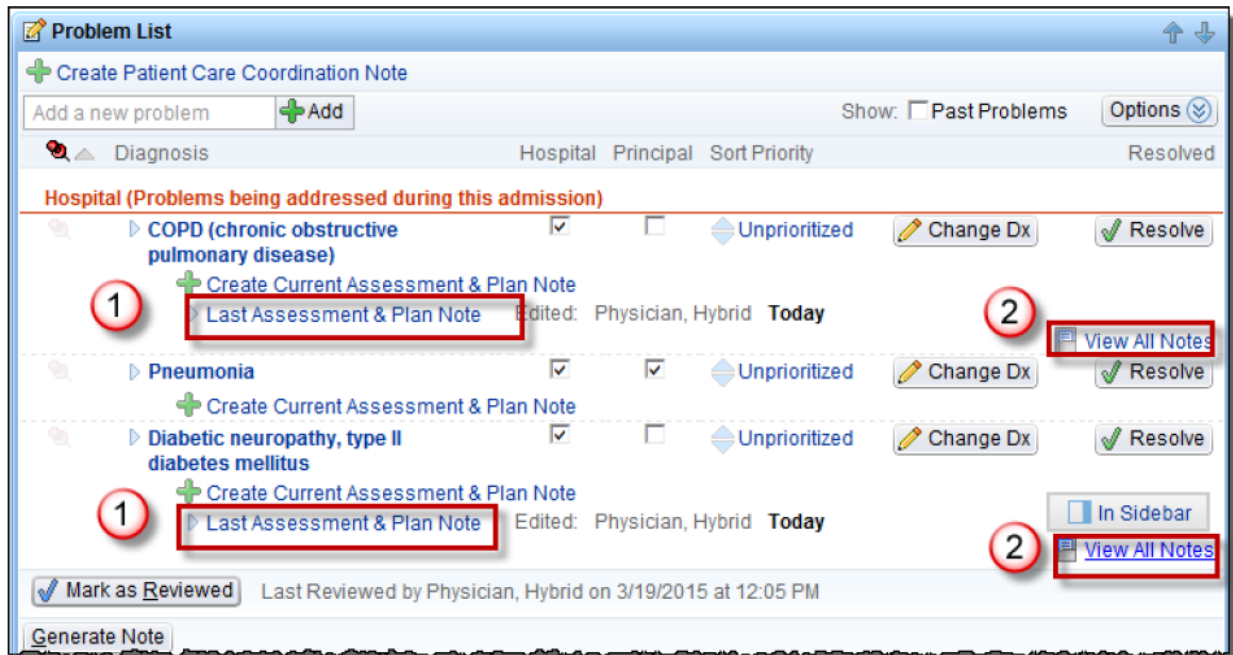 Problem List
Create Patient Care Coordination Note
Add a new problem Add Show: Past Problems Options
Diagnosis Hospital Principal Sort Priority Resolved
Hospital (Problems being addressed during this admission)
COPD (chronic obstructive Unprioritized Change Dx Resolve
pulmonary disease)
Create Current Assessment & Plan Note
1 Last Assessment & Plan Note Edited: Physician, Hybrid Today 2
View All Notes
Pneumonia Unprioritized Change Dx Resolve
Create Current Assessment & Plan Note
Diabetic neuropathy, type II Unprioritized Change Dx Resolve
diabetes mellitus
Create Current Assessment & Plan Note
1 Last Assessment & Plan Note Edited: Physician, Hybrid Today In Sidebar
2 View All Notes
Mark as Reviewed Last Reviewed by Physician, Hybrid on 3/19/2015 at 12:05 PM
Generate Note